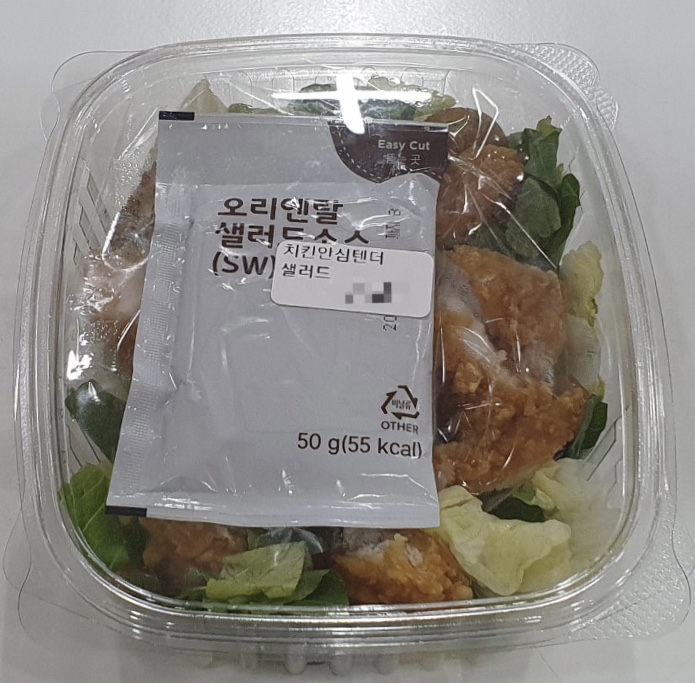 Easy Cut
오리엔탈
샐러드소스
(SW)
치킨안심텐더
샐러드
OTHER
50 g(55 kcal)